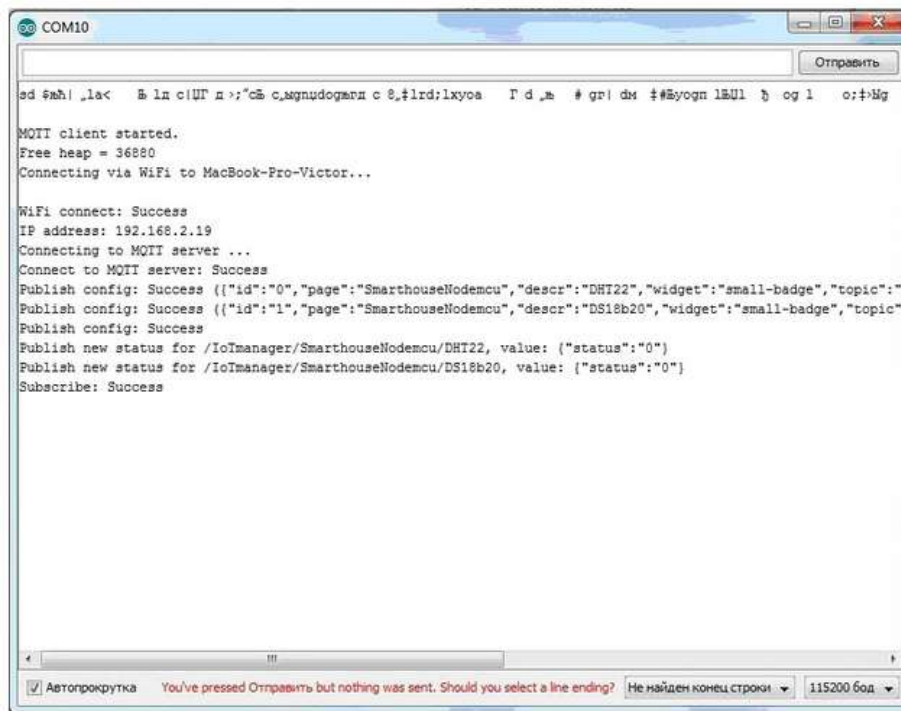 COM10
Отправить
MQTT client started.
Free heap = 36880
Connecting via WiFi to MacBook-Pro-Victor...
WiFi connect: Success
IP address: 192.168.2.19
Connecting to MQTT server ...
Connect to MQTT server: Success
Publish config: Success ({"id":"0","page":"SmarthouseNodemcu","descr":"DHT22","widget":"small-badge","topic":"
Publish config: Success ({"id":"1","page":"SmarthouseNodemcu","descr":"DS18b20","widget":"small-badge","topic"
Publish config: Success
Publish new status for /IoTmanager/SmarthouseNodemcu/DHT22, value: {"status":"0"}
Publish new status for /IoTmanager/SmarthouseNodemcu/DS18b20, value: {"status":"0"}
Subscribe: Success
Автопрокрутка You've pressed Отправить but nothing was sent. Should you select a line ending? Не найден конец строки 115200 бод